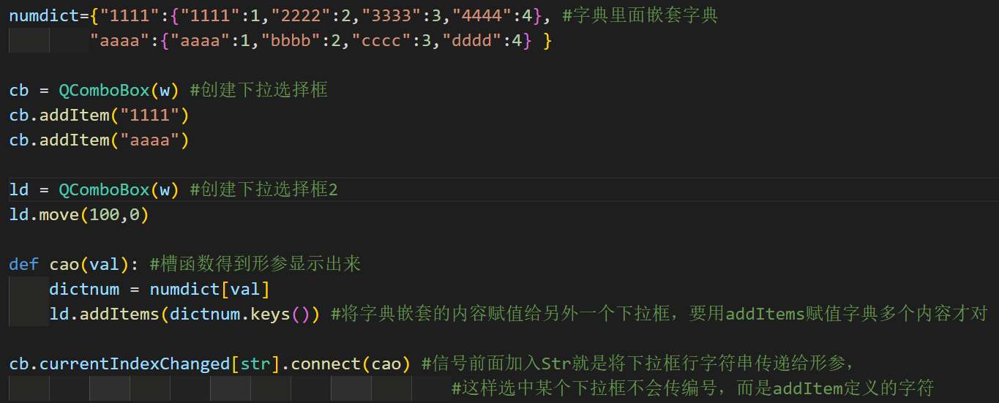 numdict={"1111":{"1111":1,"2222":2,"3333":3,"4444":4}, #字典里面嵌套字典
"aaaa":{"aaaa":1,"bbbb":2,"cccc":3,"dddd":4} }
cb = QComboBox(w) #创建下拉选择框
cb.addItem("1111")
cb.addItem("aaaa")
ld = QComboBox(w) #创建下拉选择框2
ld.move(100,0)
def cao(val): #槽函数得到形参显示出来
dictnum = numdict[val]
ld.addItems(dictnum.keys()) #将字典嵌套的内容赋值给另外一个下拉框，要用addItems赋值字典多个内容才对
cb.currentIndexChanged[str].connect(cao) #信号前面加入Str就是将下拉框行字符串传递给形参，
#这样选中某个下拉框不会传编号，而是addItem定义的字符